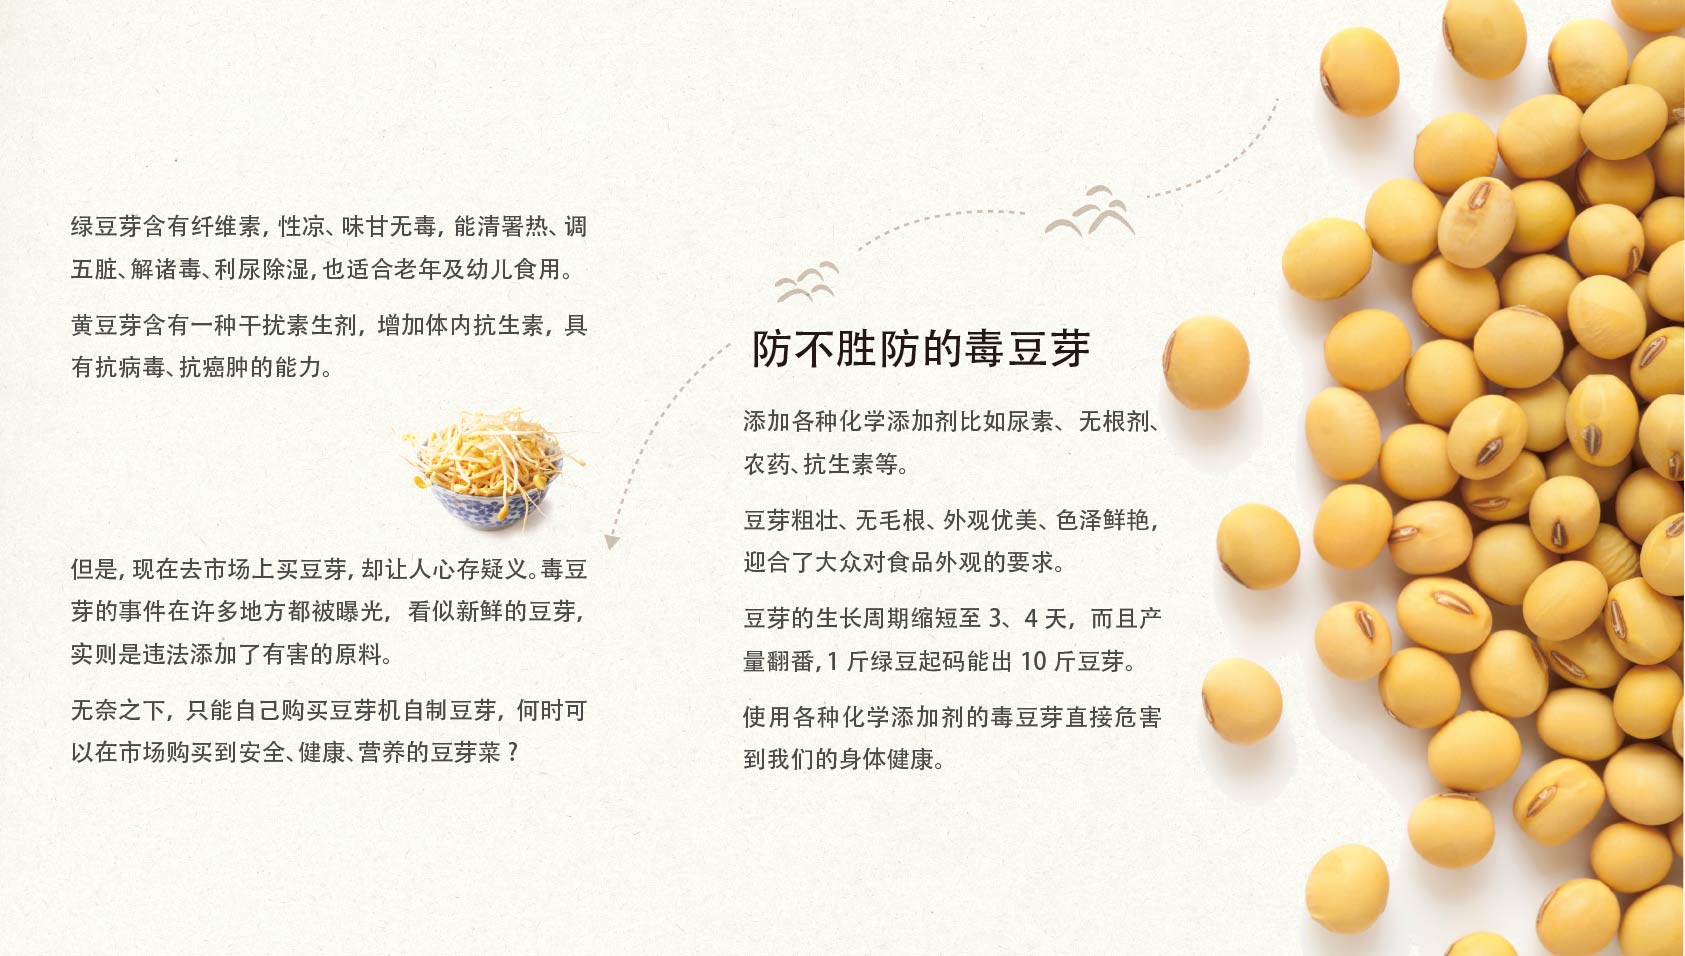 绿豆芽含有纤维素，性凉、味甘无毒，能清署热、调
五脏、解诸毒、利尿除湿，也适合老年及幼儿食用。
黄豆芽含有一种干扰素生剂，增加体内抗生素，具
有抗病毒、抗癌肿的能力。
但是，现在去市场上买豆芽，却让人心存疑义。毒豆
芽的事件在许多地方都被曝光，看似新鲜的豆芽，
实则是违法添加了有害的原料。
无奈之下，只能自己购买豆芽机自制豆芽，何时可
以在市场购买到安全、健康、营养的豆芽菜？
防不胜防的毒豆芽
添加各种化学添加剂比如尿素、无根剂、
农药、抗生素等。
豆芽粗壮、无毛根、外观优美、色泽鲜艳，
迎合了大众对食品外观的要求。
豆芽的生长周期缩短至 3、4 天，而且产
量翻番，1 斤绿豆起码能出 10 斤豆芽。
使用各种化学添加剂的毒豆芽直接危害
到我们的身体健康。